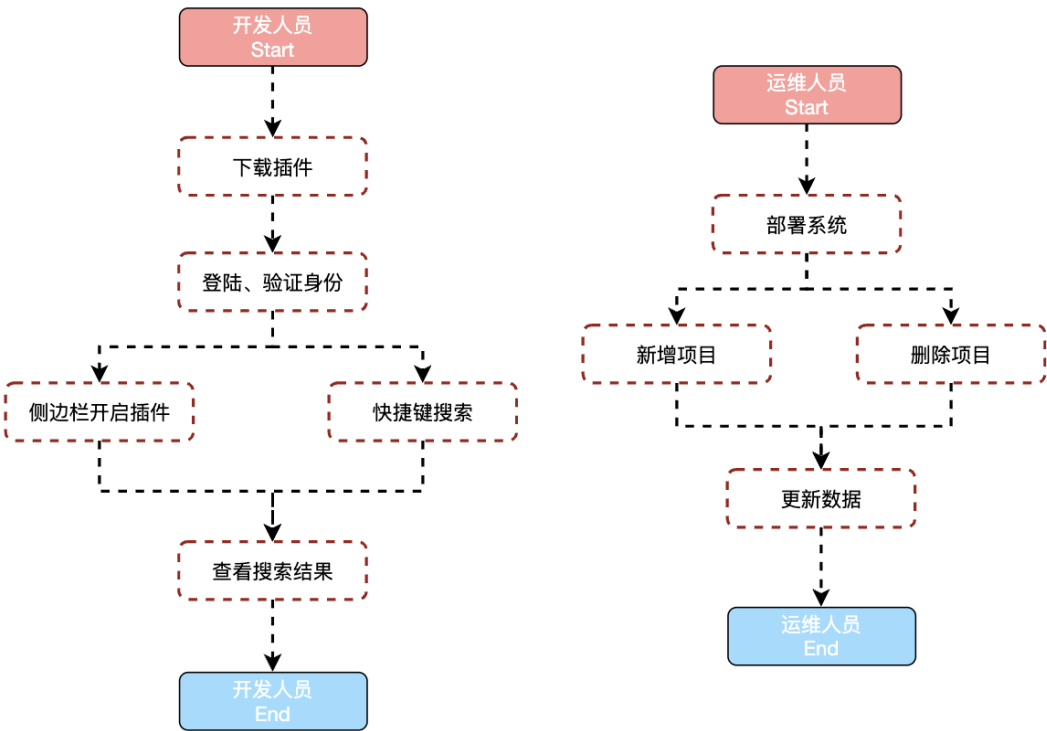 开发人员
Start
下载插件
登陆、验证身份
侧边栏开启插件
快捷键搜索
查看搜索结果
开发人员
End
运维人员
Start
部署系统
新增项目
删除项目
更新数据
运维人员
End